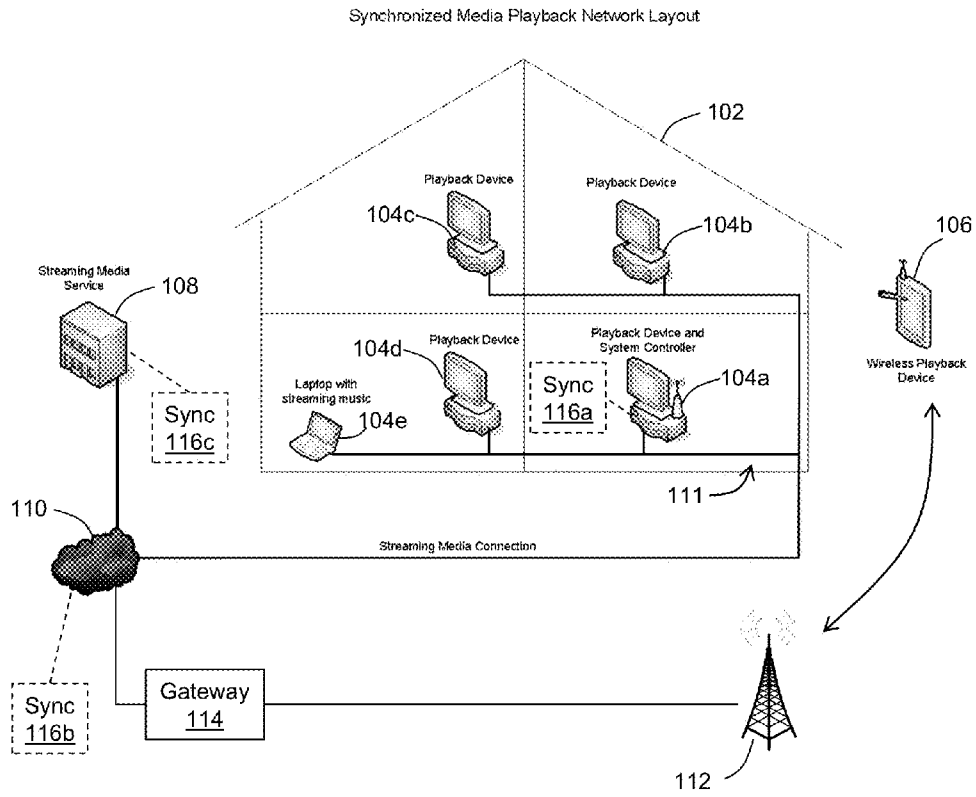 Synchronized Media Playback Network Layout
102
Playback Device
104c
Playback Device
104b
106
Wireless Playback
Device
Streaming Media
Service
108
Sync
116c
104d
Playback Device
Laptop with
streaming music
104e
Playback Device and
System Controller
Sync
116a
104a
111
110
Streaming Media Connection
Sync
116b
Gateway
114
112